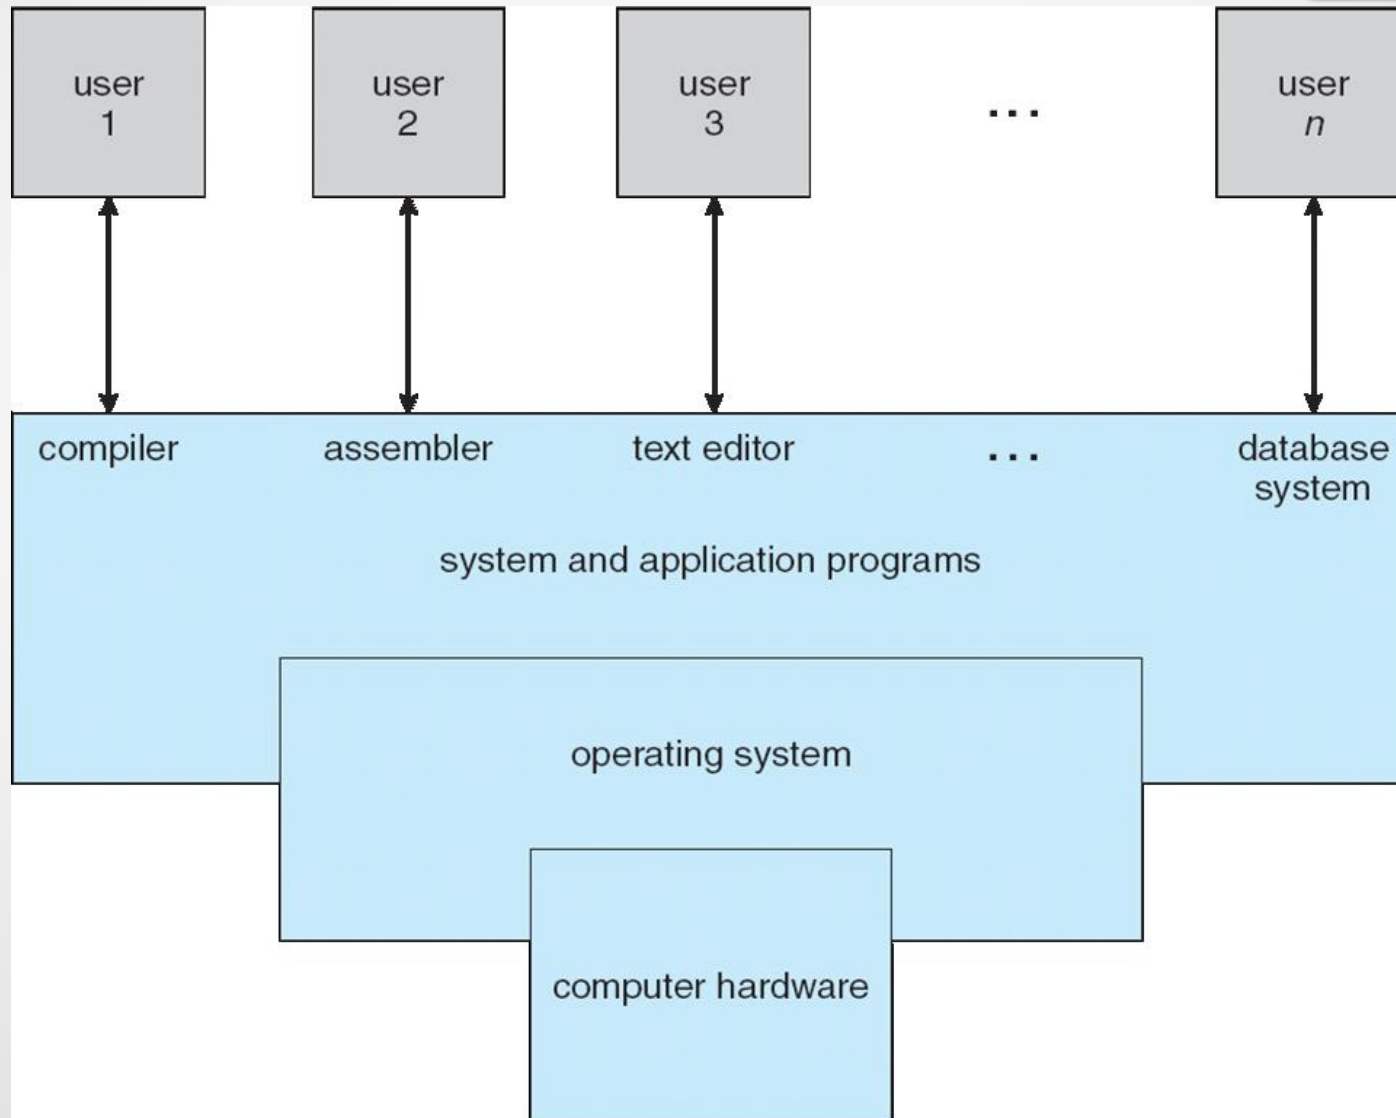 user
1
user
2
user
3
...
user
n
compiler
assembler
text editor
...
database
system
system and application programs
operating system
computer hardware